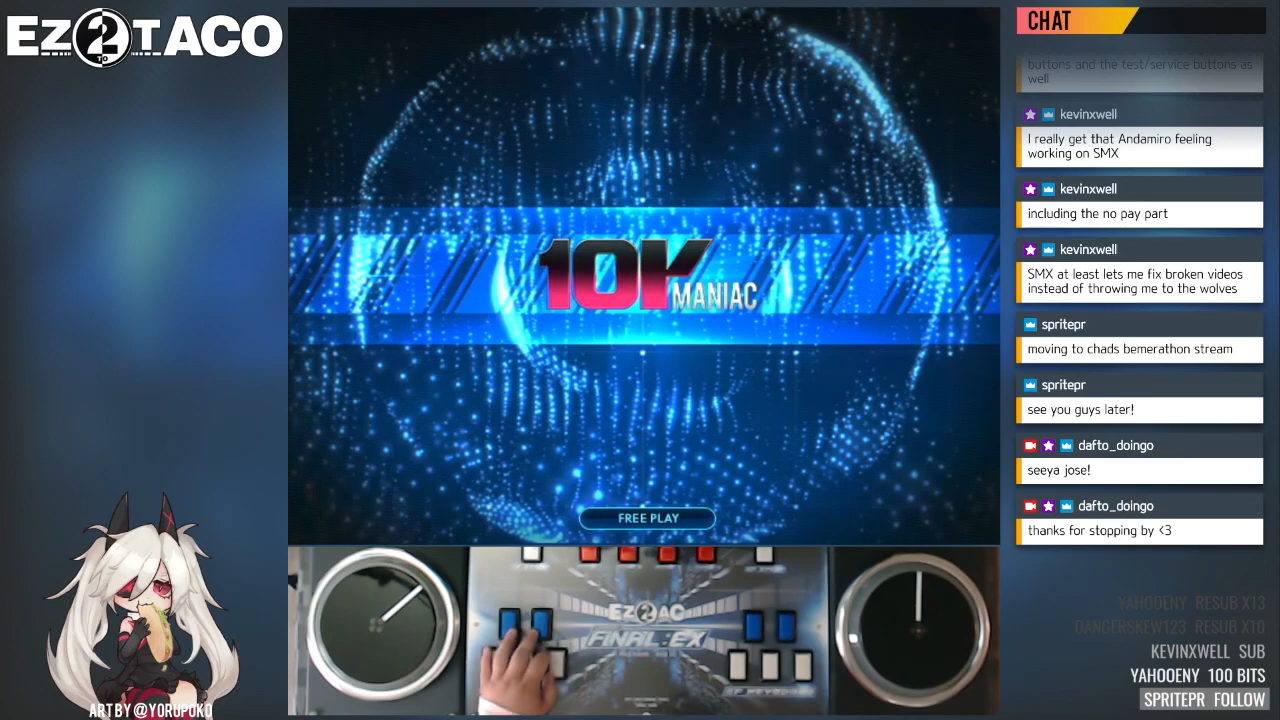 EZ2TACO
TO
10K
MANIAC
FREE PLAY
EZ2AC
FINAL:EX
ART BY @YORUPOKO
CHAT
buttons and the test/service buttons as
well
kevinxwell
I really get that Andamiro feeling
working on SMX
kevinxwell
including the no pay part
kevinxwell
SMX at least lets me fix broken videos
instead of throwing me to the wolves
spritepr
moving to chads bemerathon stream
spritepr
see you guys later!
dafto_doingo
seeya jose!
dafto_doingo
thanks for stopping by <3
YAHOOENY RESUB X13
DANGERSKEW123 RESUB X10
KEVINXWELL SUB
YAHOOENY 100 BITS
SPRITEPR FOLLOW